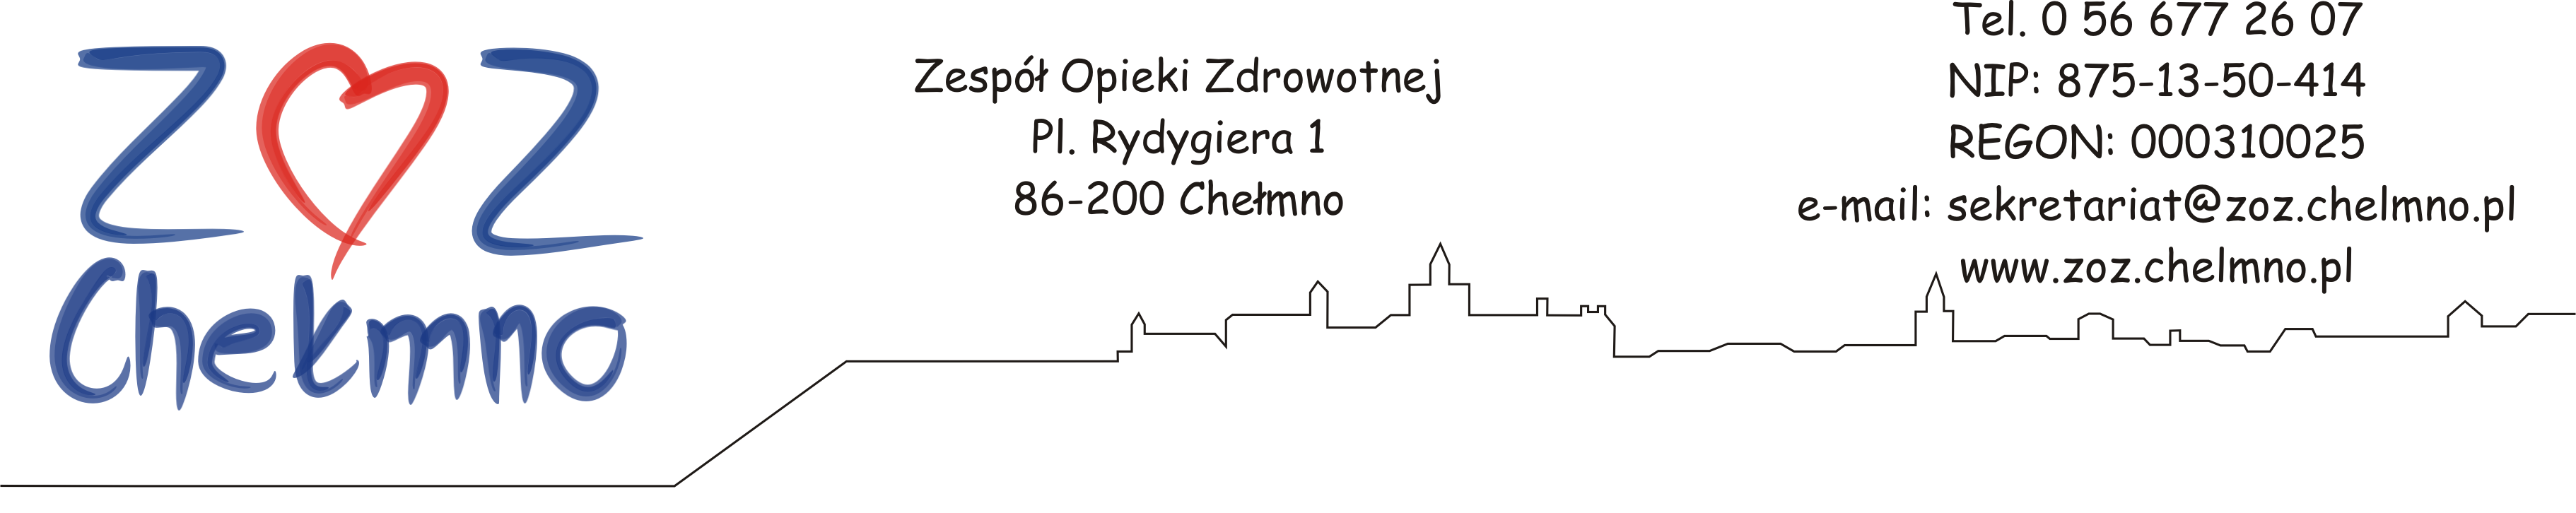 ZOZ
Chełmno
Zespół Opieki Zdrowotnej
Pl. Rydygiera 1
86-200 Chełmno
Tel. 0 56 677 26 07
NIP: 875-13-50-414
REGON: 000310025
e-mail: sekretariat@zoz.chelmno.pl
www.zoz.chelmno.pl